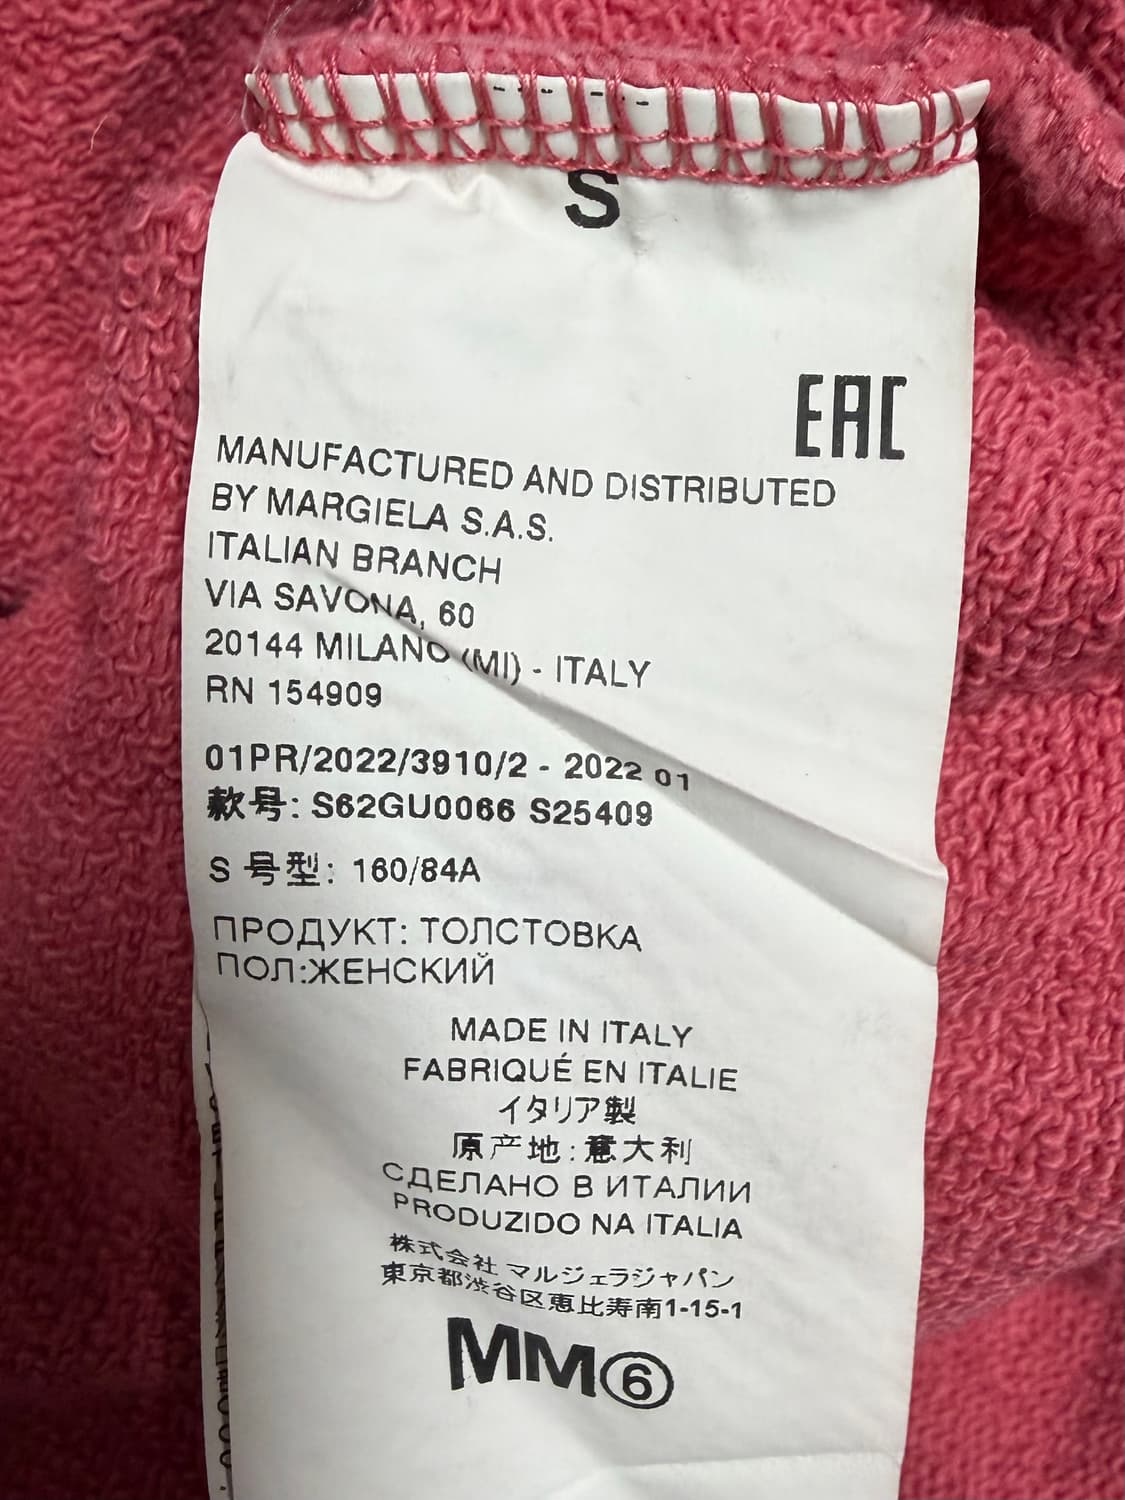 S
EAC
MANUFACTURED AND DISTRIBUTED
BY MARGIELA S.A.S.
ITALIAN BRANCH
VIA SAVONA, 60
20144 MILANO (MI) - ITALY
RN 154909
01PR/2022/3910/2 - 2022 01
款号: S62GU0066 S25409
S 号型: 160/84A
ПРОДУКТ: ТОЛСТОВКА
ПОЛ:ЖЕНСКИЙ
MADE IN ITALY
FABRIQUÉ EN ITALIE
イタリア製
原产地:意大利
СДЕЛАНО В ИТАЛИИ
PRODUZIDO NA ITALIA
株式会社 マルジェラジャパン
東京都渋谷区恵比寿南1-15-1
MM6